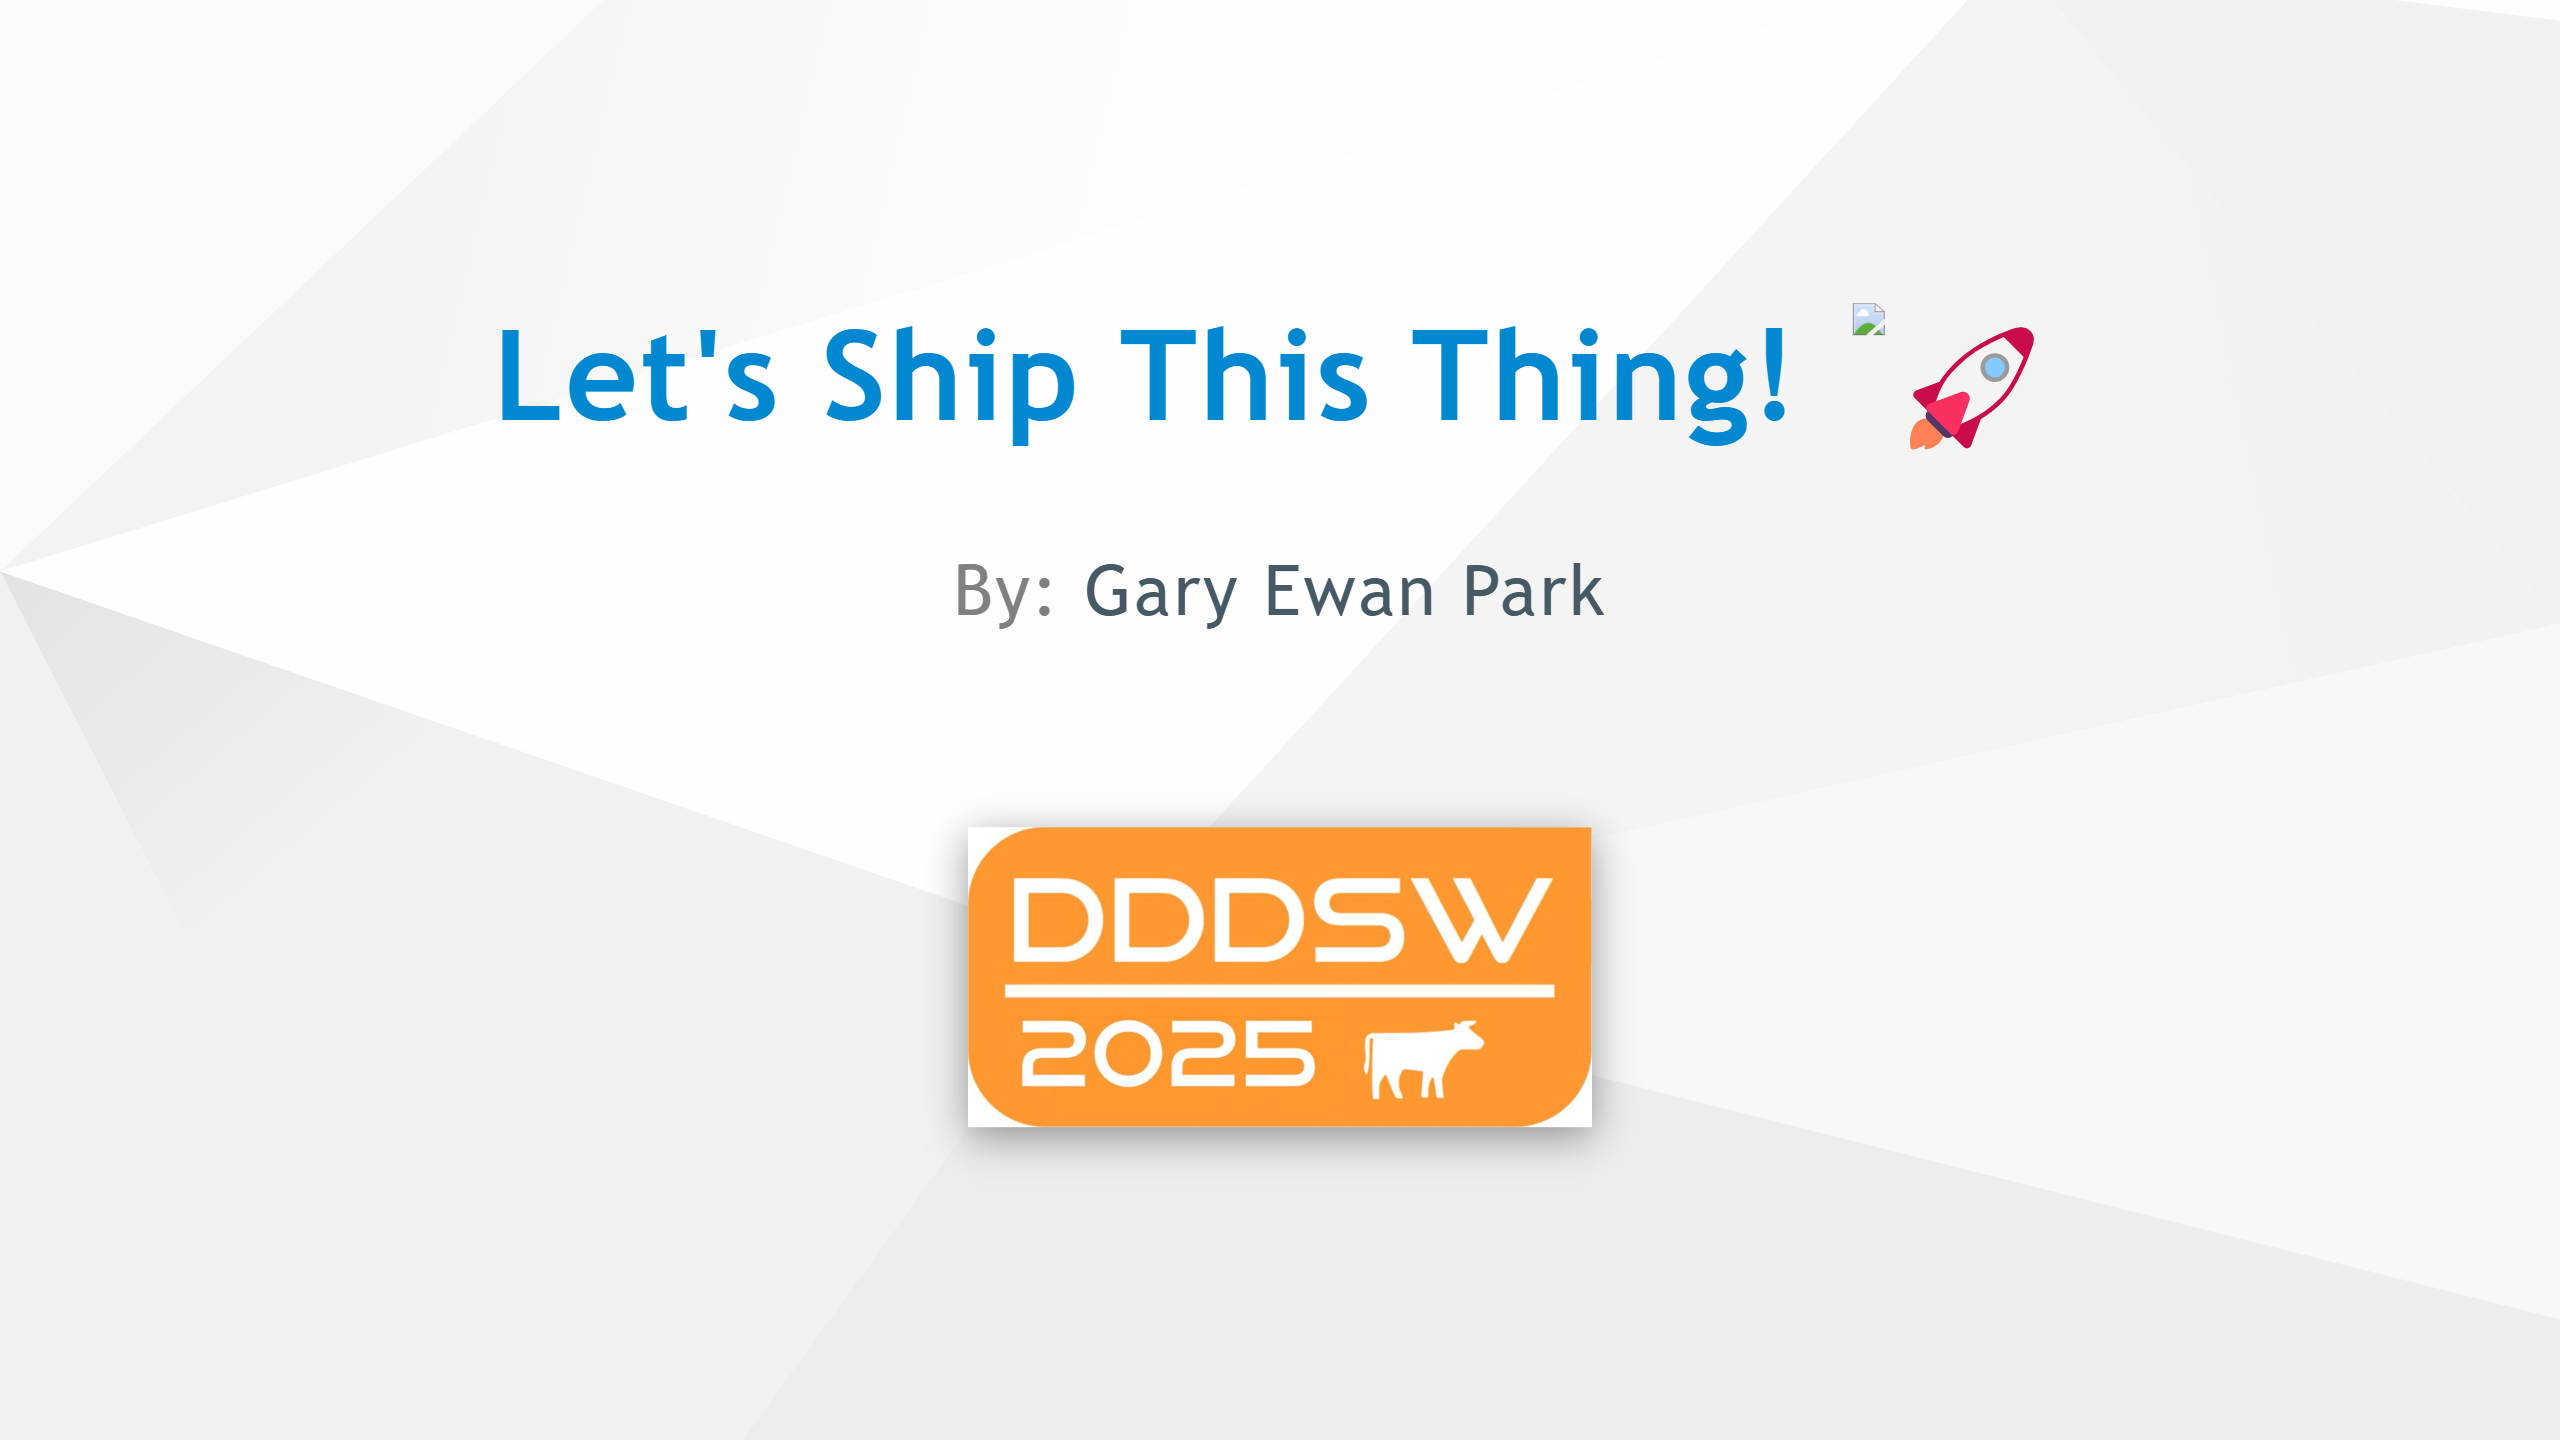 Let's Ship This Thing! 🚀
By: Gary Ewan Park
DDDSW
2025